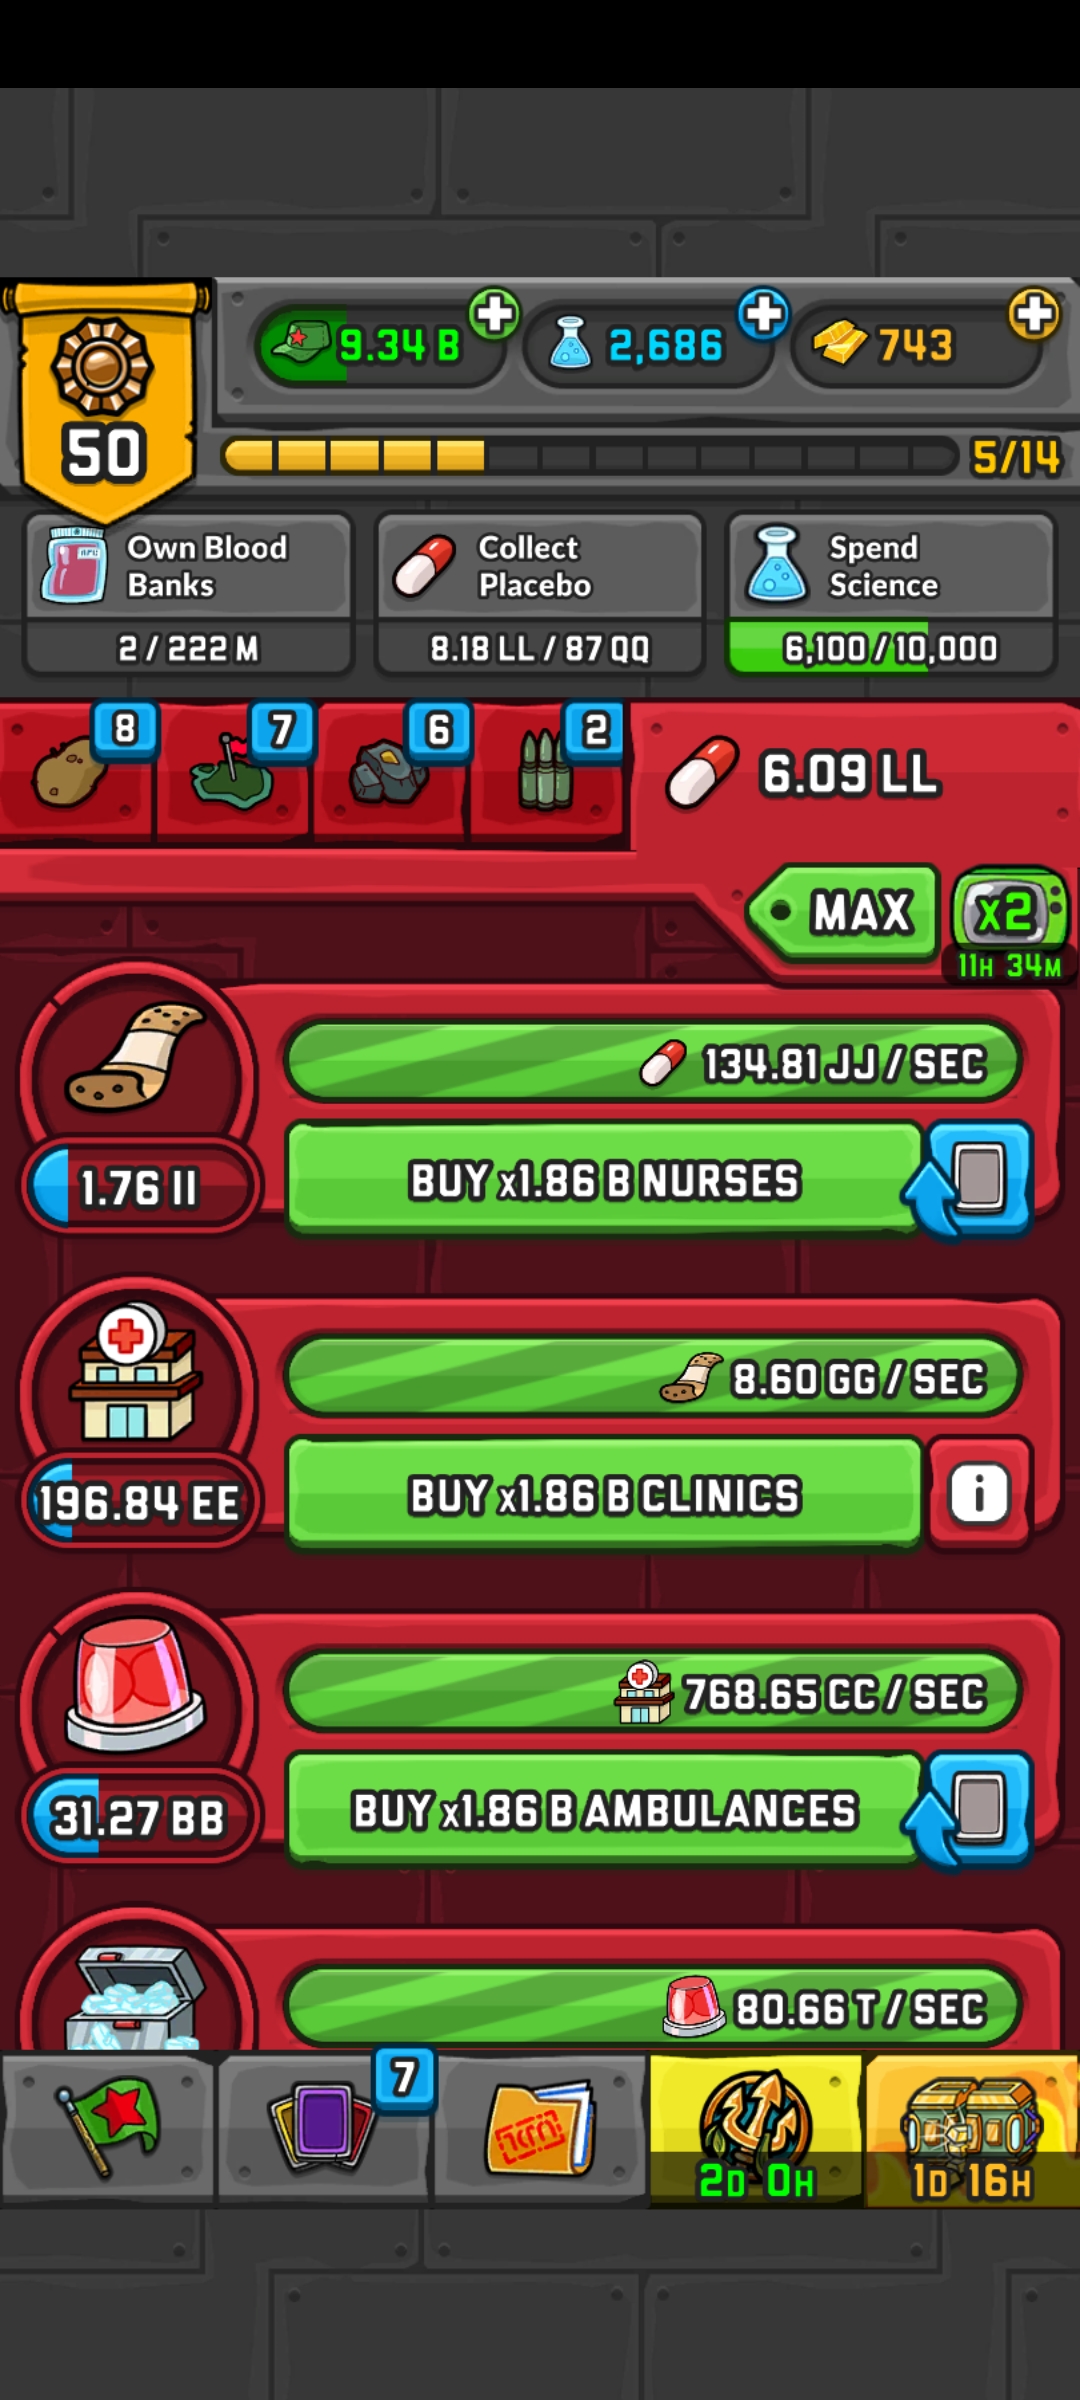 9.34 B
2,686
743
50
5/14
Own Blood
Banks
2 / 222 M
Collect
Placebo
8.18 LL / 87 QQ
Spend
Science
6,100 / 10,000
8
7
6
2
6.09 LL
MAX
x2
11H 34M
134.81 JJ / SEC
1.76 II
BUY x1.86 B NURSES
8.60 GG / SEC
196.84 EE
BUY x1.86 B CLINICS
i
768.65 CC / SEC
31.27 BB
BUY x1.86 B AMBULANCES
80.66 T / SEC
7
2D 0H
1D 16H